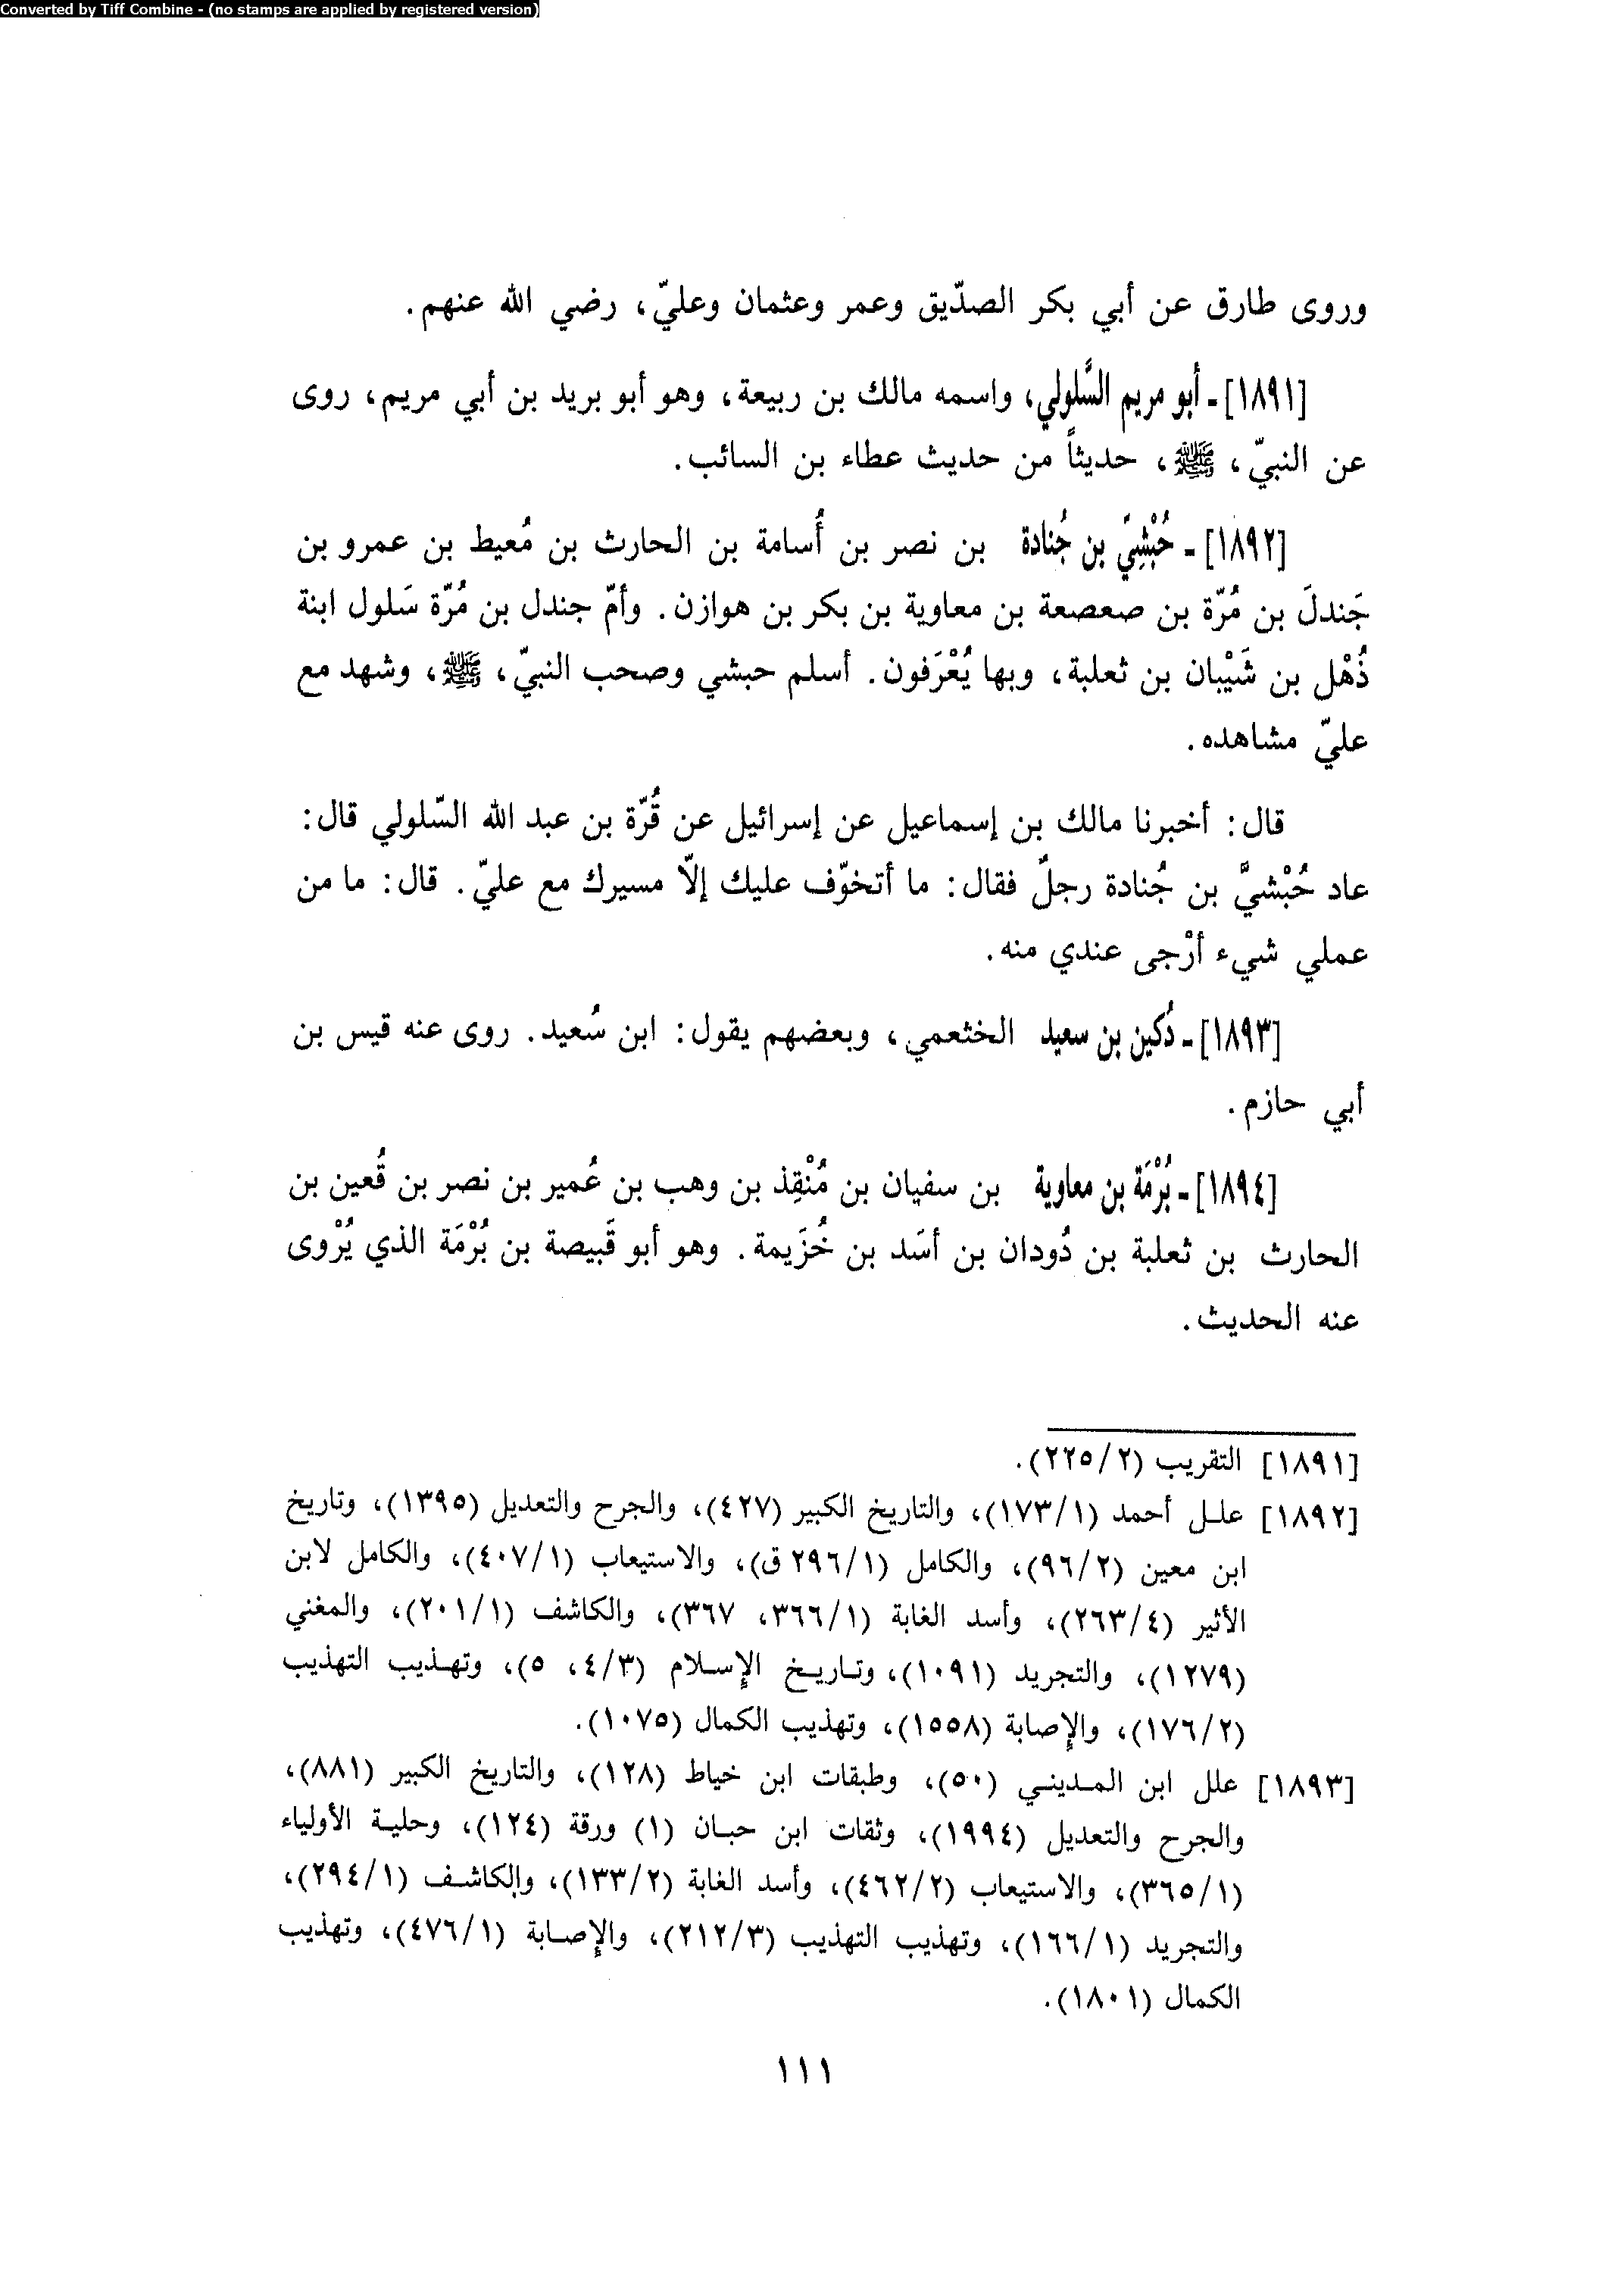 Converted by Tiff Combine - (no stamps are applied by registered version)
وروى طارق عن أبي بكر الصدّيق وعمر وعثمان وعليّ، رضي الله عنهم.
[١٨٩١] - أبو مريم السَّلولي، واسمه مالك بن ربيعة، وهو أبو بريد بن أبي مريم، روى
عن النبيّ، ﷺ، حديثاً من حديث عطاء بن السائب.
[١٨٩٢] - حُبْشِيّ بن جُنادة بن نصر بن أُسامة بن الحارث بن مُعيط بن عمرو بن
جَندلَ بن مُرّة بن صعصعة بن معاوية بن بكر بن هوازن. وأمّ جندل بن مُرّة سَلول ابنة
ذُهْل بن شَيْبان بن ثعلبة، وبها يُعْرَفون. أسلم حبشي وصحب النبيّ، ﷺ، وشهد مع
عليّ مشاهده.
قال: أخبرنا مالك بن إسماعيل عن إسرائيل عن قُرّة بن عبد الله السّلولي قال:
عاد حُبْشيَّ بن جُنادة رجلٌ فقال: ما أتخوّف عليك إلاّ مسيرك مع عليّ. قال: ما من
عملي شيء أرْجى عندي منه.
[١٨٩٣] - دُكين بن سعيد الخثعمي، وبعضهم يقول: ابن سُعيد. روى عنه قيس بن
أبي حازم.
[١٨٩٤] - بُرْمَة بن معاوية بن سفيان بن مُنْقِذ بن وهب بن عُمير بن نصر بن قُعين بن
الحارث بن ثعلبة بن دُودان بن أسَد بن خُزَيمة. وهو أبو قَبيصة بن بُرْمَة الذي يُرْوى
عنه الحديث.
[١٨٩١] التقريب (٢/ ٢٢٥).
[١٨٩٢] علل أحمد (١/ ١٧٣)، والتاريخ الكبير (٤٢٧)، والجرح والتعديل (١٣٩٥)، وتاريخ
ابن معين (٢/ ٩٦)، والكامل (١/ ٢٩٦ ق)، والاستيعاب (١/ ٤٠٧)، والكامل لابن
الأثير (٤/ ٢٦٣)، وأسد الغابة (١/ ٣٦٦، ٣٦٧)، والكاشف (١/ ٢٠١)، والمغني
(١٢٧٩)، والتجريد (١٠٩١)، وتاريخ الإسلام (٣/ ٤، ٥)، وتهذيب التهذيب
(٢/ ١٧٦)، والإصابة (١٥٥٨)، وتهذيب الكمال (١٠٧٥).
[١٨٩٣] علل ابن المديني (٥٠)، وطبقات ابن خياط (١٢٨)، والتاريخ الكبير (٨٨١)،
والجرح والتعديل (١٩٩٤)، وثقات ابن حبان (١) ورقة (١٢٤)، وحلية الأولياء
(١/ ٣٦٥)، والاستيعاب (٢/ ٤٦٢)، وأسد الغابة (٢/ ١٣٣)، والكاشف (١/ ٢٩٤)،
والتجريد (١/ ١٦٦)، وتهذيب التهذيب (٣/ ٢١٢)، والإصابة (١/ ٤٧٦)، وتهذيب
الكمال (١٨٠١).
١١١